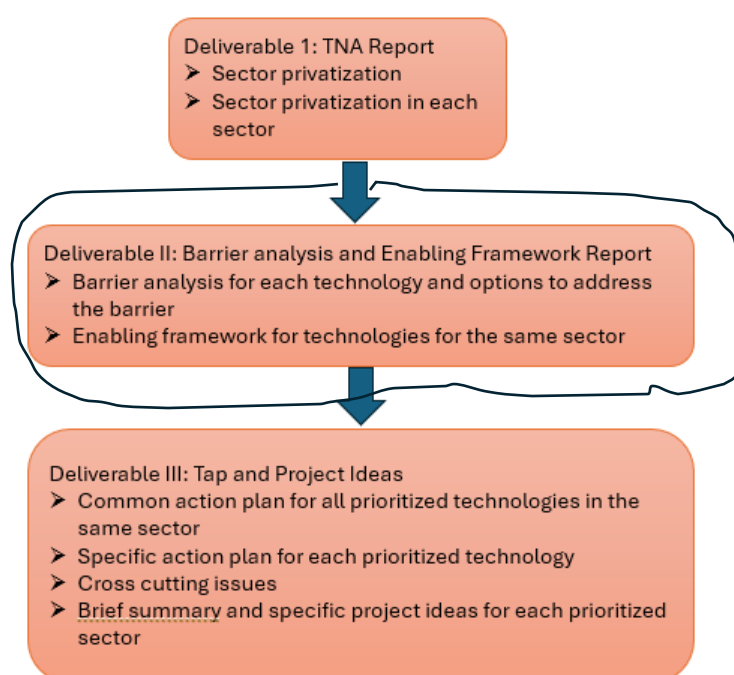 Deliverable 1: TNA Report
➤ Sector privatization
➤ Sector privatization in each
sector
Deliverable II: Barrier analysis and Enabling Framework Report
➤ Barrier analysis for each technology and options to address
the barrier
➤ Enabling framework for technologies for the same sector
Deliverable III: Tap and Project Ideas
➤ Common action plan for all prioritized technologies in the
same sector
➤ Specific action plan for each prioritized technology
➤ Cross cutting issues
➤ Brief summary and specific project ideas for each prioritized
sector